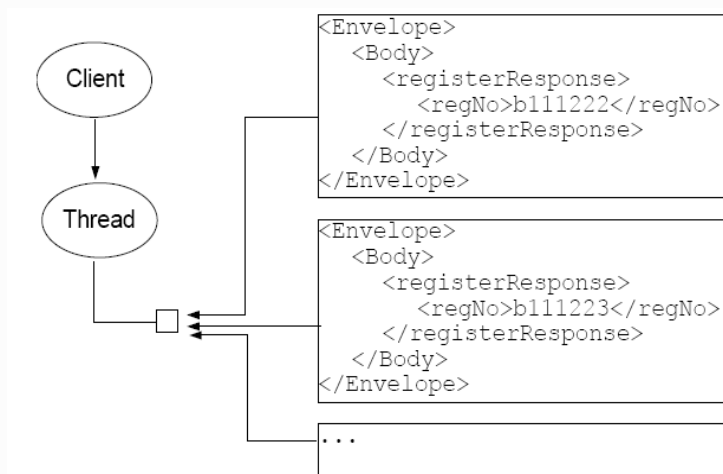 Client
Thread
<Envelope>
<Body>
<registerResponse>
<regNo>b111222</regNo>
</registerResponse>
</Body>
</Envelope>
<Envelope>
<Body>
<registerResponse>
<regNo>b111223</regNo>
</registerResponse>
</Body>
</Envelope>
...